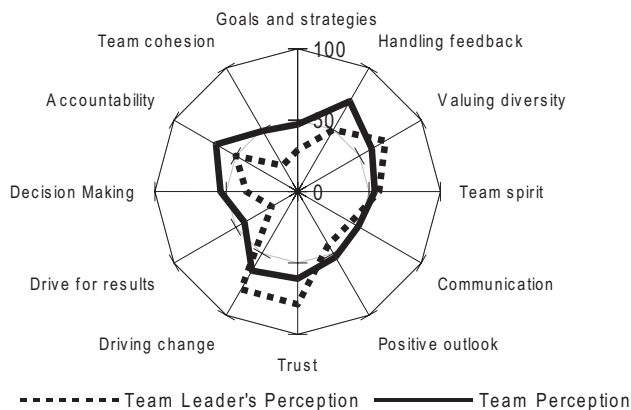 Goals and strategies
Team cohesion
100
Handling feedback
Accountability
50
Valuing diversity
Decision Making
0
Team spirit
Drive for results
Communication
Driving change
Positive outlook
Trust
Team Leader's Perception
Team Perception